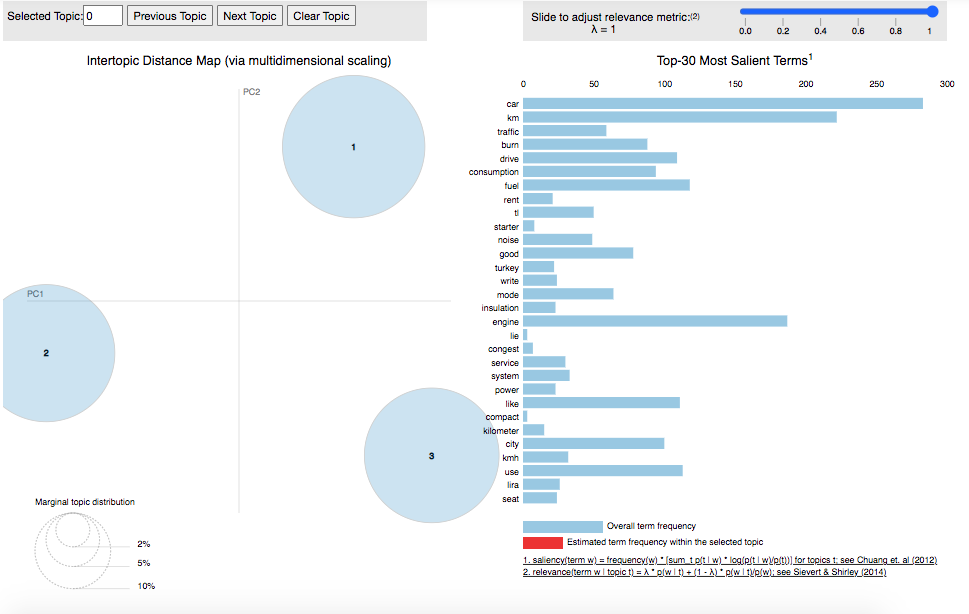 Selected Topic: 0 Previous Topic Next Topic Clear Topic
Slide to adjust relevance metric:(2)
λ = 1
0.0 0.2 0.4 0.6 0.8 1
Intertopic Distance Map (via multidimensional scaling)
PC2
PC1
1
2
3
Marginal topic distribution
2%
5%
10%
Top-30 Most Salient Terms1
0 50 100 150 200 250 300
car
km
traffic
burn
drive
consumption
fuel
rent
tl
starter
noise
good
turkey
write
mode
insulation
engine
lie
congest
service
system
power
like
compact
kilometer
city
kmh
use
lira
seat
Overall term frequency
Estimated term frequency within the selected topic
1. saliency(term w) = frequency(w) * [sum_t p(t | w) * log(p(t | w)/p(t))] for topics t; see Chuang et. al (2012)
2. relevance(term w | topic t) = λ * p(w | t) + (1 - λ) * p(w | t)/p(w); see Sievert & Shirley (2014)